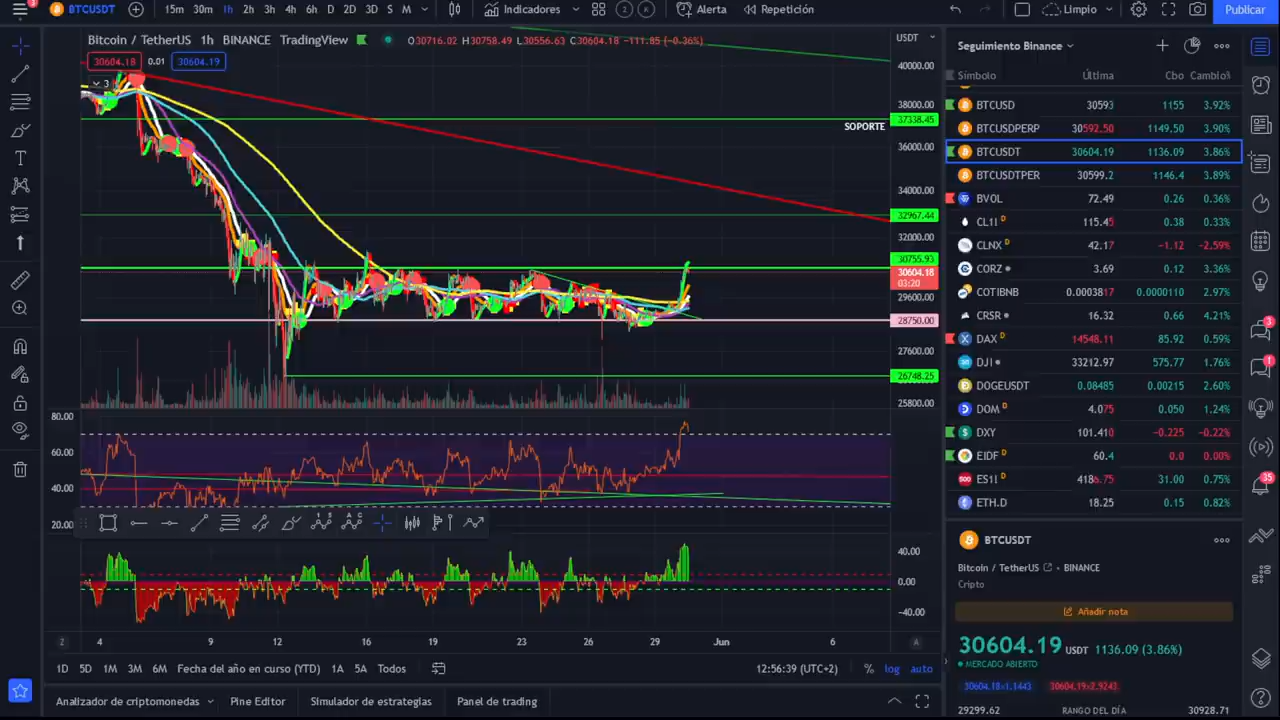 3 BTCUSDT 15m 30m 1h 2h 3h 4h 6h D 2D 3D S M Indicadores Alerta Repetición Limpio Publicar
Bitcoin / TetherUS 1h BINANCE TradingView O30716.02 H30758.49 L30556.63 C30604.18 -111.85 (-0.36%)
30604.18 0.01 30604.19
3
USDT
40000.00
38000.00
SOPORTE 37338.45
36000.00
34000.00
32967.44
32000.00
30755.93
30604.18
03:20
29600.00
28750.00
27600.00
26748.25
25800.00
80.00
60.00
40.00
20.00
40.00
0.00
-40.00
Z 4 9 12 16 19 23 26 29 Jun 6 A
1D 5D 1M 3M 6M Fecha del año en curso (YTD) 1A 5A Todos 12:56:39 (UTC+2) % log auto
Analizador de criptomonedas Pine Editor Simulador de estrategias Panel de trading
Seguimiento Binance
Símbolo Última Cbo Cambio%
BTCUSD 30593 1155 3.92%
BTCUSDPERP 30592.50 1149.50 3.90%
BTCUSDT 30604.19 1136.09 3.86%
BTCUSDTPER 30599.2 1146.4 3.89%
BVOL 72.49 0.26 0.36%
CL1! D 115.45 0.38 0.33%
CLNX D 42.17 -1.12 -2.59%
CORZ 3.69 0.12 3.36%
COTIBNB 0.0003817 0.0000110 2.97%
CRSR 16.32 0.66 4.21%
DAX D 14548.11 85.92 0.59%
DJI 33212.97 575.77 1.76%
DOGEUSDT 0.08485 0.00215 2.60%
DOM D 4.075 0.050 1.24%
DXY 101.410 -0.225 -0.22%
EIDF D 60.4 0.0 0.00%
ES1! D 4186.75 31.00 0.75%
ETH.D 18.25 0.15 0.82%
BTCUSDT
Bitcoin / TetherUS • BINANCE
Cripto
Añadir nota
30604.19 USDT 1136.09 (3.86%)
MERCADO ABIERTO
30604.18 1.1443 30604.19 2.9243
29299.62 RANGO DEL DÍA 30928.71
3
1
35